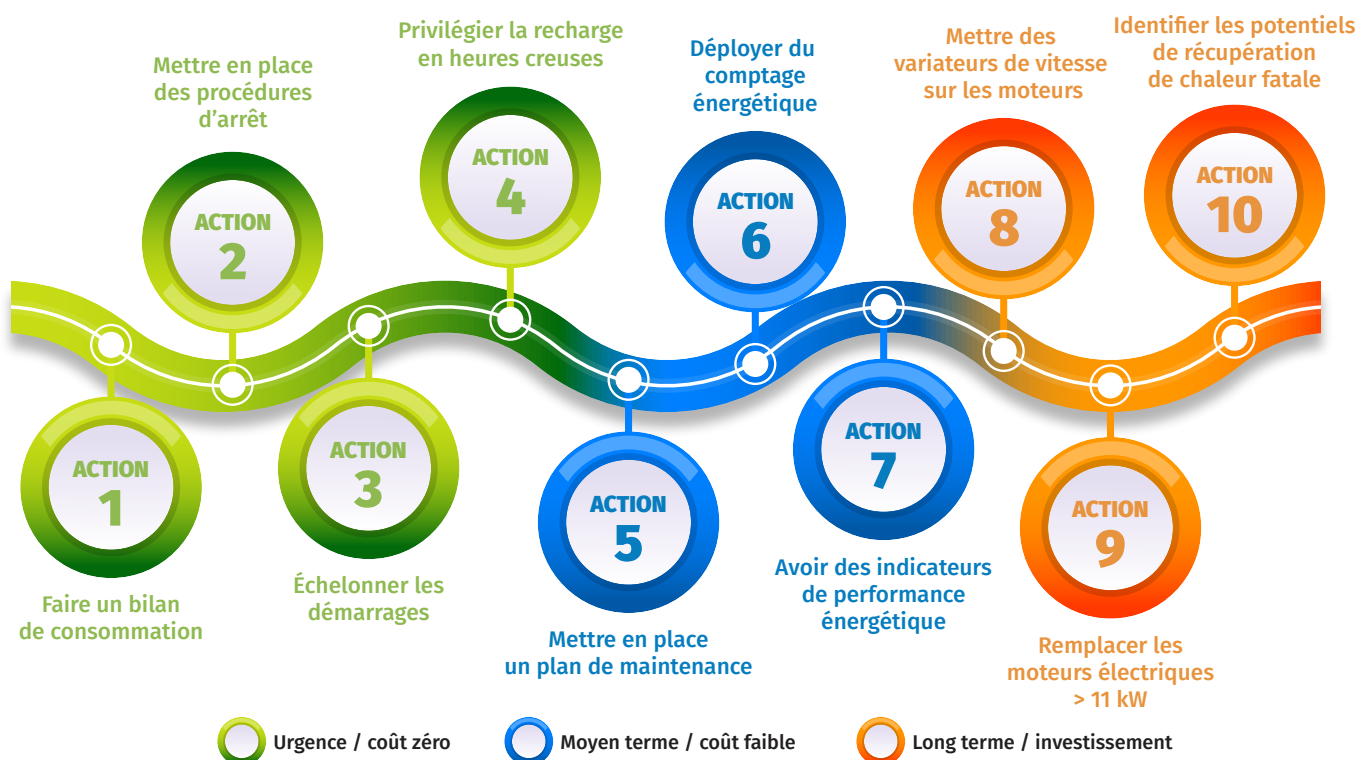 ACTION
1
Faire un bilan
de consommation
Mettre en place
des procédures
d’arrêt
ACTION
2
ACTION
3
Échelonner les
démarrages
Privilégier la recharge
en heures creuses
ACTION
4
ACTION
5
Mettre en place
un plan de maintenance
Déployer du
comptage
énergétique
ACTION
6
ACTION
7
Avoir des indicateurs
de performance
énergétique
Mettre des
variateurs de vitesse
sur les moteurs
ACTION
8
ACTION
9
Remplacer les
moteurs électriques
> 11 kW
Identifier les potentiels
de récupération
de chaleur fatale
ACTION
10
Urgence / coût zéro
Moyen terme / coût faible
Long terme / investissement